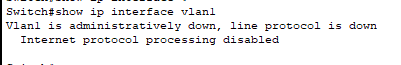 Switch#show ip interface vlan1
Vlan1 is administratively down, line protocol is down
  Internet protocol processing disabled